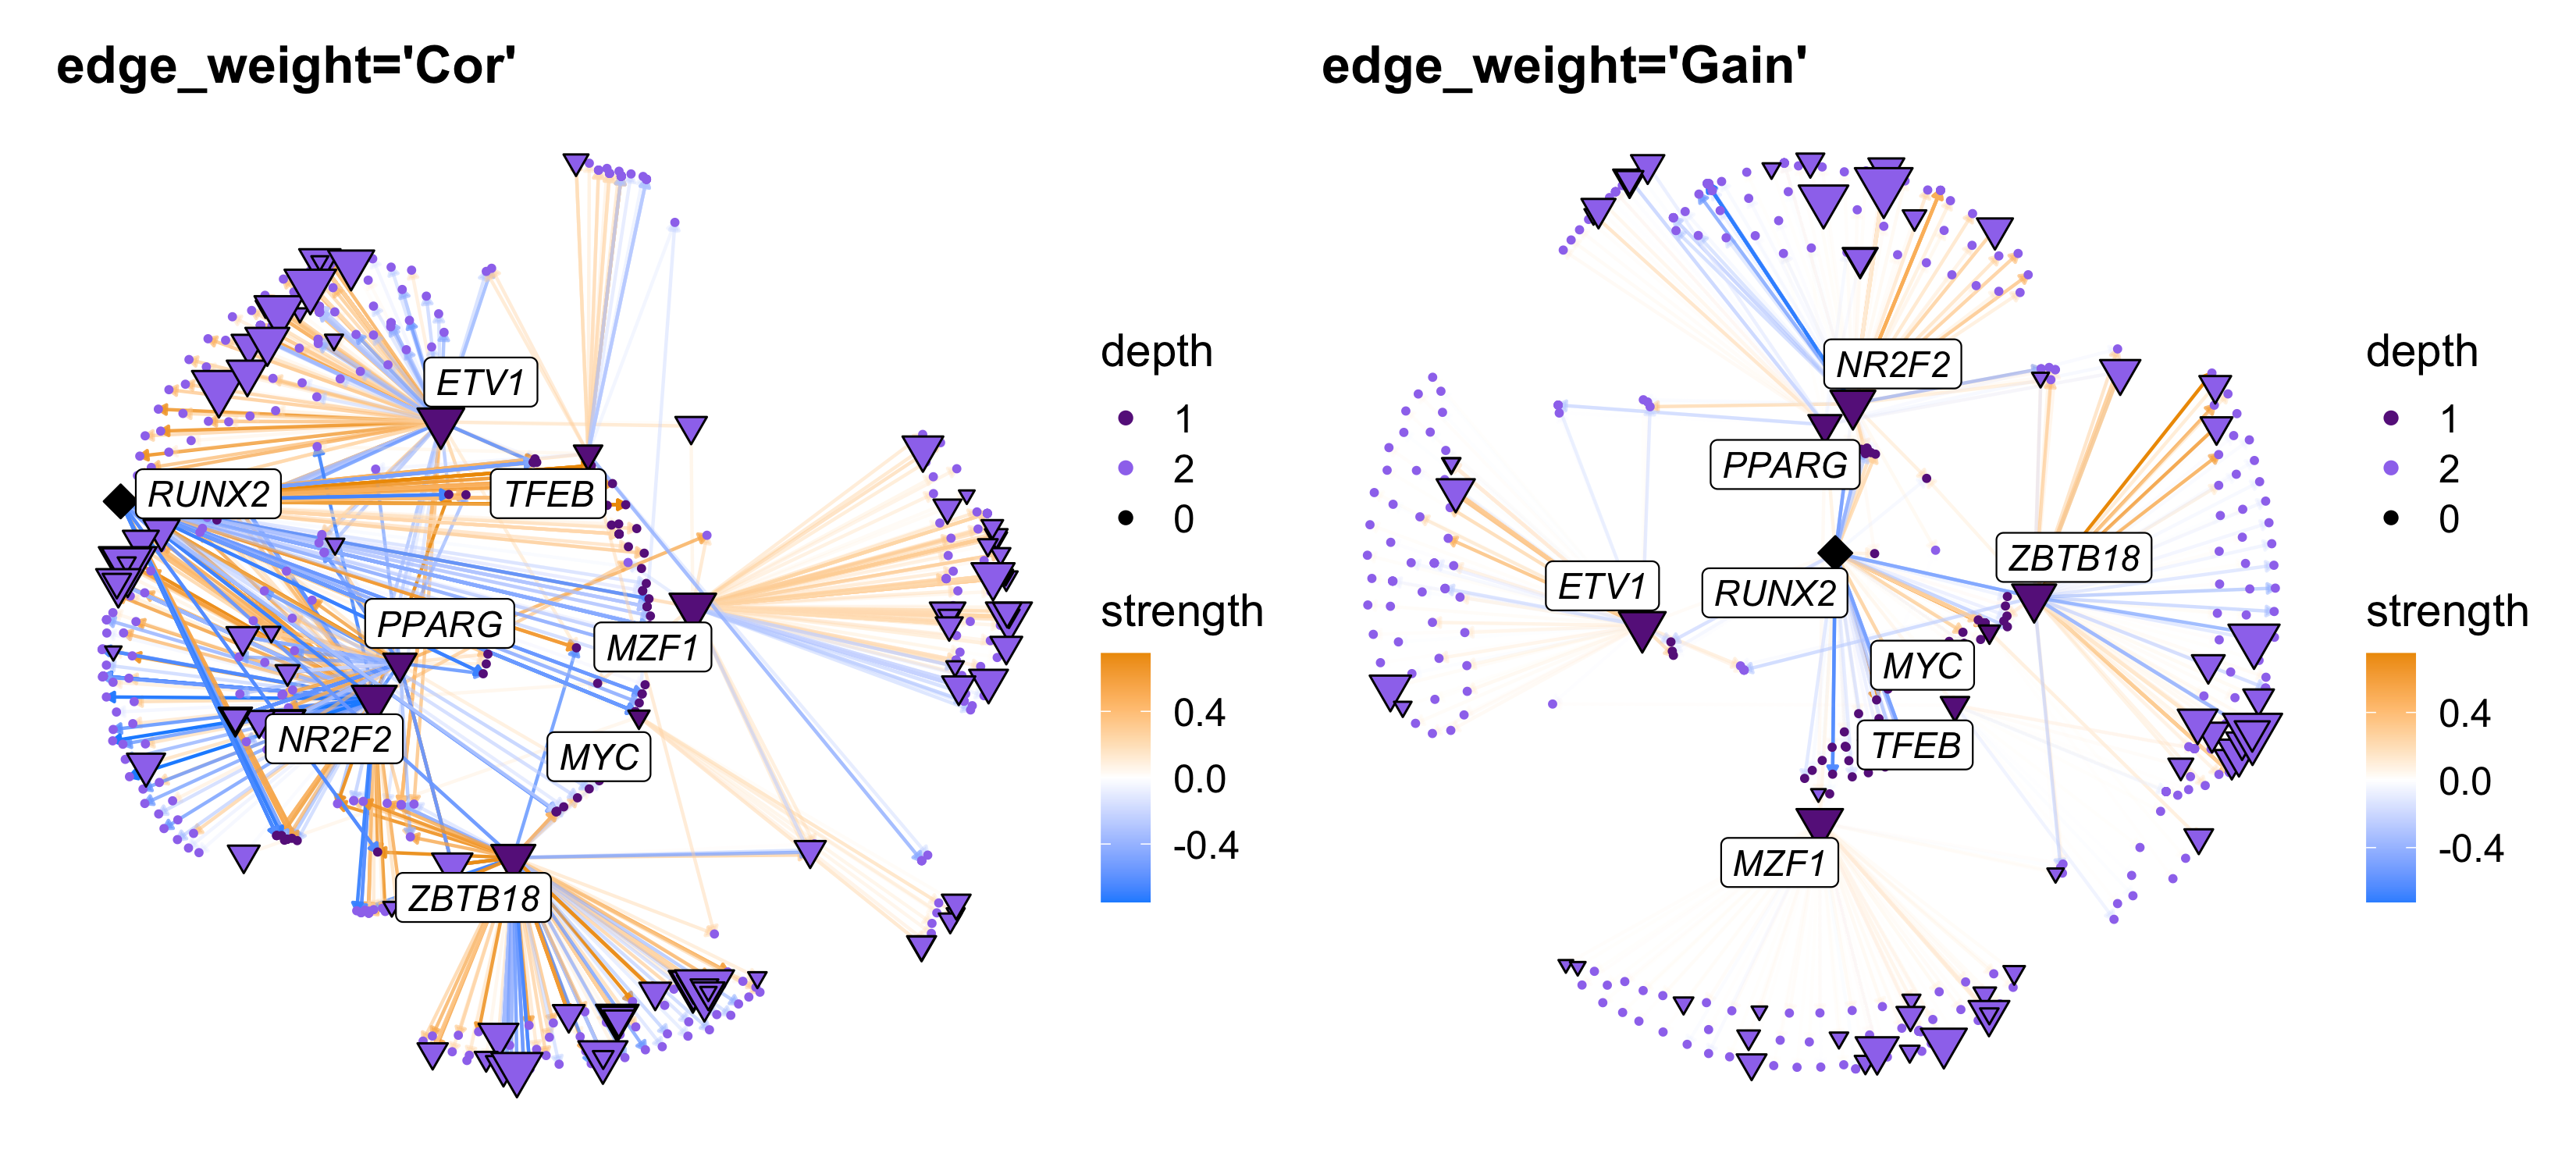 edge_weight='Cor'
ETV1
RUNX2
TFEB
PPARG
MZF1
NR2F2
MYC
ZBTB18
depth
1
2
0
strength
0.4
0.0
-0.4
edge_weight='Gain'
NR2F2
PPARG
ZBTB18
ETV1
RUNX2
MYC
TFEB
MZF1
depth
1
2
0
strength
0.4
0.0
-0.4